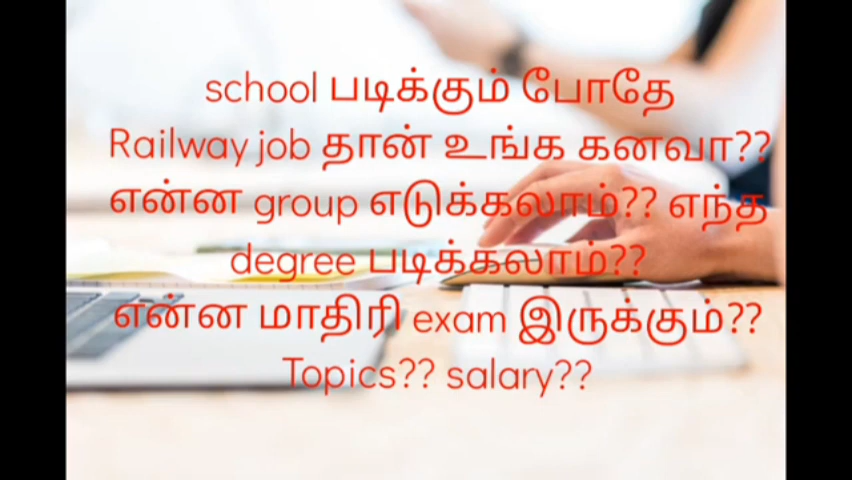 school படிக்கும் போதே
Railway job தான் உங்க கனவா??
என்ன group எடுக்கலாம்?? எந்த
degree படிக்கலாம்??
என்ன மாதிரி exam இருக்கும்??
Topics?? salary??